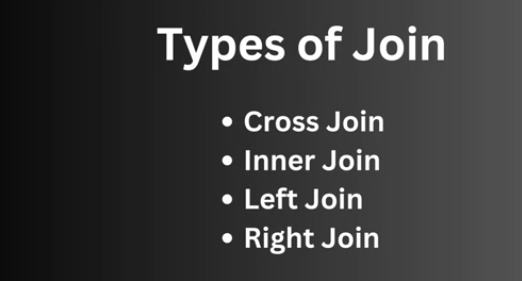 Types of Join
• Cross Join
• Inner Join
• Left Join
• Right Join